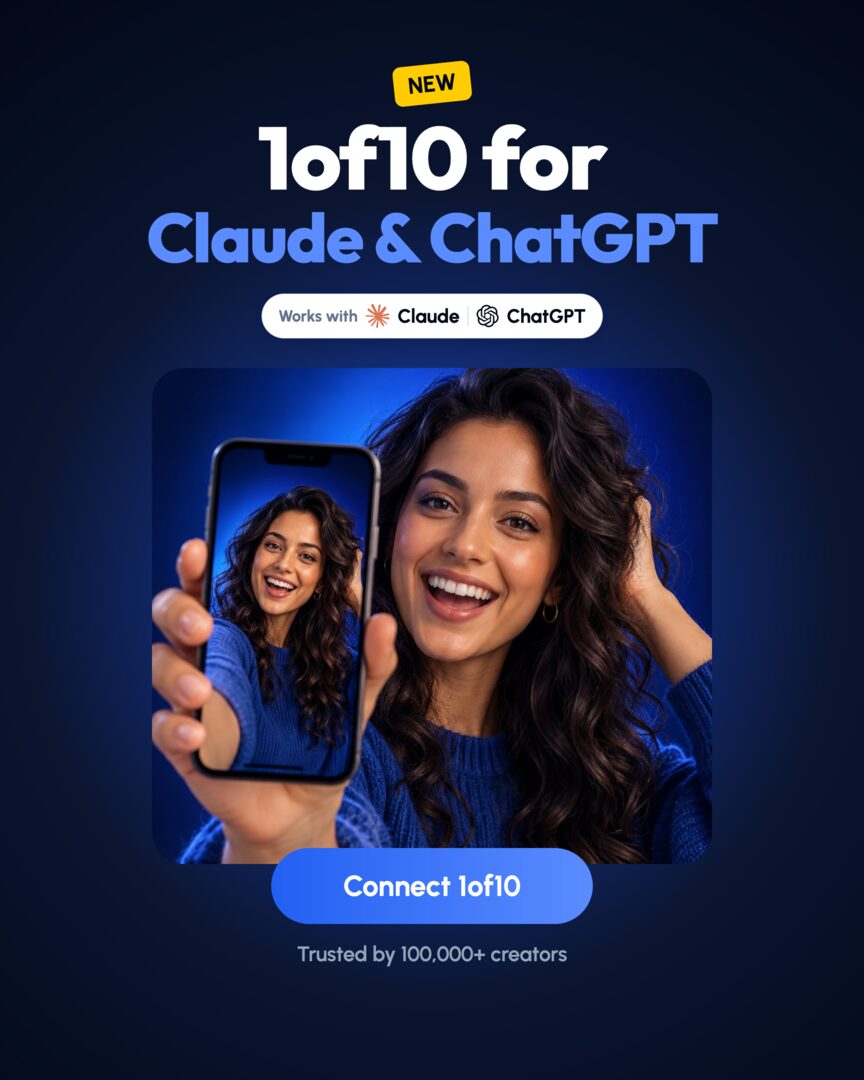 NEW
1of10 for
Claude & ChatGPT
Works with Claude ChatGPT
Connect 1of10
Trusted by 100,000+ creators